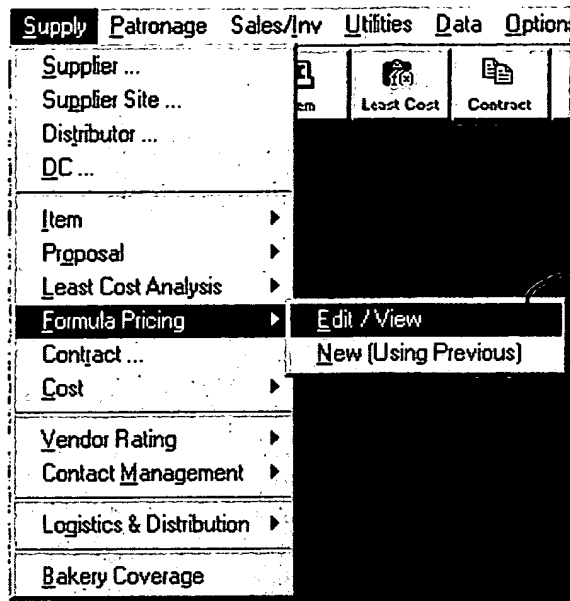 Supply Patronage Sales/Inv Utilities Data Option
Supplier ...
Supplier Site ...
Distributor ...
DC ...
Least Cost Contract
Item
Proposal
Least Cost Analysis
Formula Pricing
Edit / View
Contract ...
New (Using Previous)
Cost
Vendor Rating
Contact Management
Logistics & Distribution
Bakery Coverage